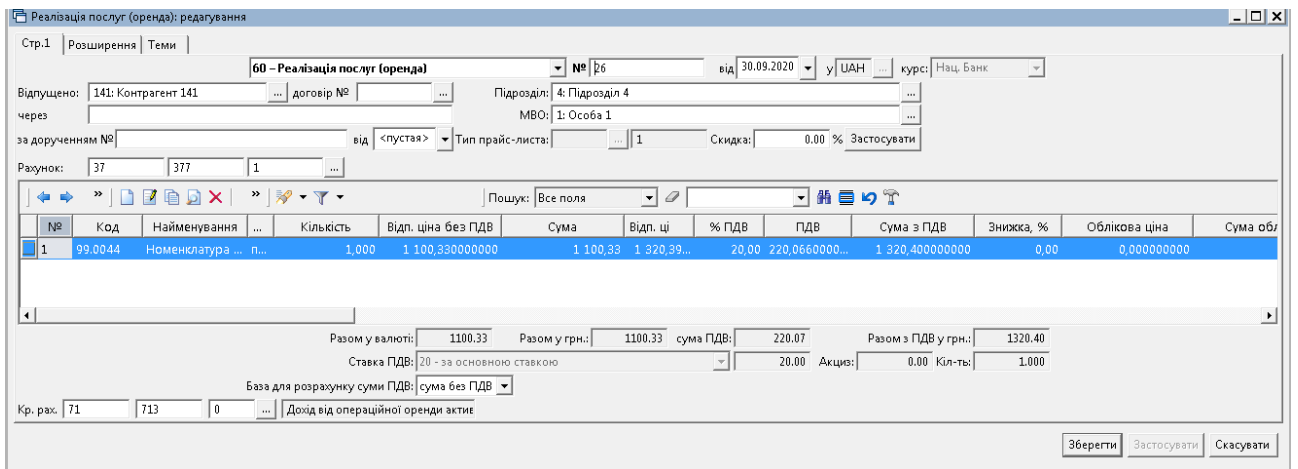 Реалізація послуг (оренда): редагування
Стр.1 Розширення Теми
60 – Реалізація послуг (оренда) № 26 від 30.09.2020 у UAH ... курс: Нац. Банк
Відпущено: 141: Контрагент 141 ... договір № ... Підрозділ: 4: Підрозділ 4 ...
через МВО: 1: Особа 1 ...
за дорученням № від <пустая> Тип прайс-листа: ... 1 Скидка: 0.00 % Застосувати
Рахунок: 37 377 1 ...
» » Пошук: Все поля
№ Код Найменування ... Кількість Відп. ціна без ПДВ Сума Відп. ці % ПДВ ПДВ Сума з ПДВ Знижка, % Облікова ціна Сума обл
1 99.0044 Номенклатура ... п... 1,000 1 100,330000000 1 100,33 1 320,39... 20,00 220,0660000... 1 320,400000000 0,00 0,000000000
Разом у валюті: 1100.33 Разом у грн.: 1100.33 сума ПДВ: 220.07 Разом з ПДВ у грн.: 1320.40
Ставка ПДВ: 20 - за основною ставкою 20.00 Акциз: 0.00 Кіл-ть: 1.000
База для розрахунку суми ПДВ: сума без ПДВ
Кр. рах. 71 713 0 ... Дохід від операційної оренди актив
Зберегти Застосувати Скасувати